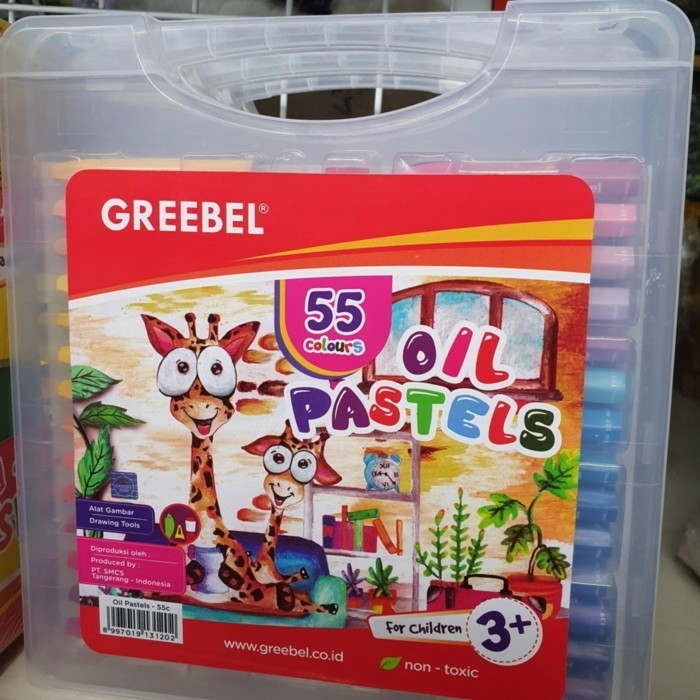 GREEBEL®
55
colours
OIL
PASTELS
Alat Gambar
Drawing Tools
Diproduksi oleh :
Produced by :
PT. SMCS
Tangerang - Indonesia
Oil Pastels - 55c
8 997019 131202
for Children
3+
www.greebel.co.id
non - toxic